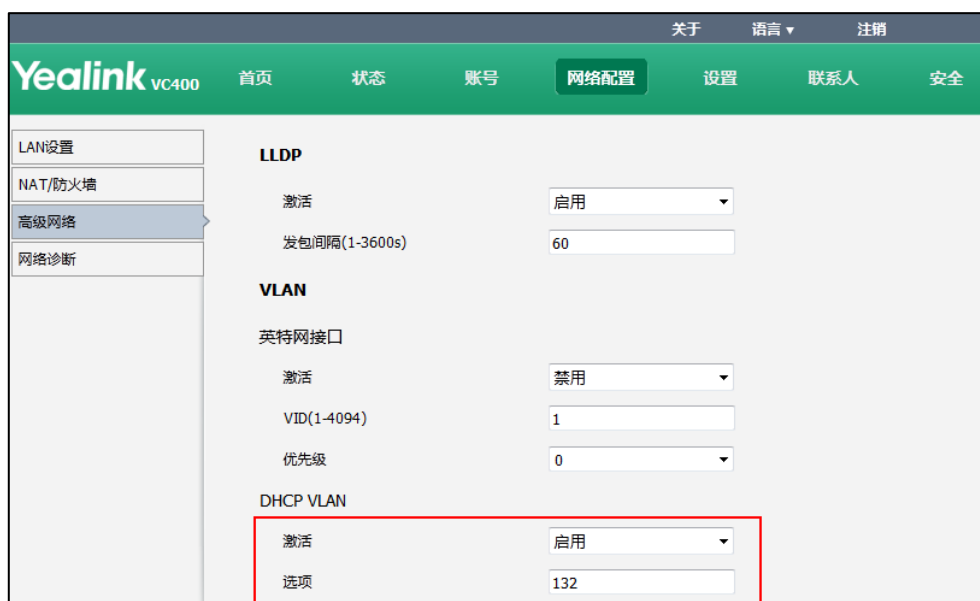 关于 语言 ▾ 注销
Yealink VC400 首页 状态 账号 网络配置 设置 联系人 安全
LAN设置
NAT/防火墙
高级网络
网络诊断
LLDP
激活 启用
发包间隔(1-3600s) 60
VLAN
英特网接口
激活 禁用
VID(1-4094) 1
优先级 0
DHCP VLAN
激活 启用
选项 132